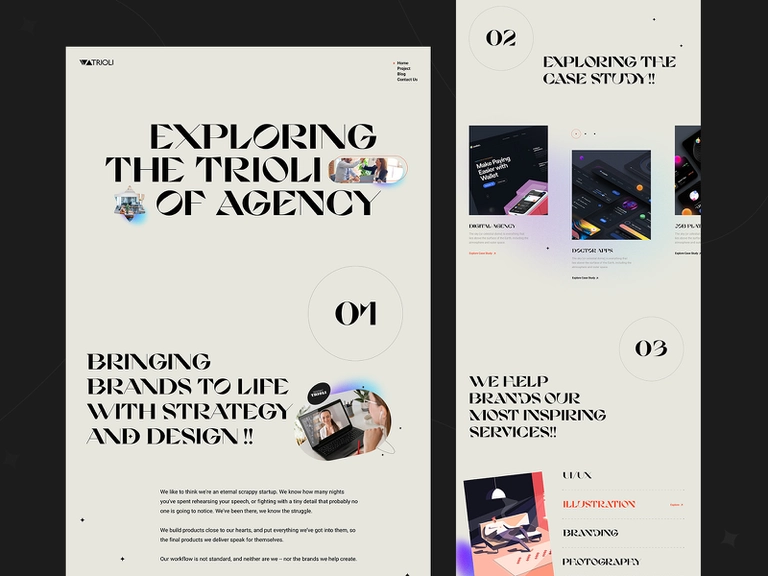 TRIOLI
Home
Project
Blog
Contact Us
EXPLORING
THE TRIOLI
OF AGENCY
01
BRINGING
BRANDS TO LIFE
WITH STRATEGY
AND DESIGN !!
TRIOLI
We like to think we're an eternal scrappy startup. We know how many nights
you've spent rehearsing your speech, or fighting with a tiny detail that probably no
one is going to notice. We've been there, we know the struggle.
We build products close to our hearts, and put everything we've got into them, so
the final products we deliver speak for themselves.
Our workflow is not standard, and neither are we – nor the brands we help create.
02
EXPLORING THE
CASE STUDY!!
Make Paying
Easier with
Wallet
DIGITAL AGENCY
Explore Case Study
DOCTOR APPS
Explore Case Study
JOB PLAT
Explore Case Study
03
WE HELP
BRANDS OUR
MOST INSPIRING
SERVICES!!
UI/UX
ILLUSTRATION
Explore
BRANDING
PHOTOGRAPHY